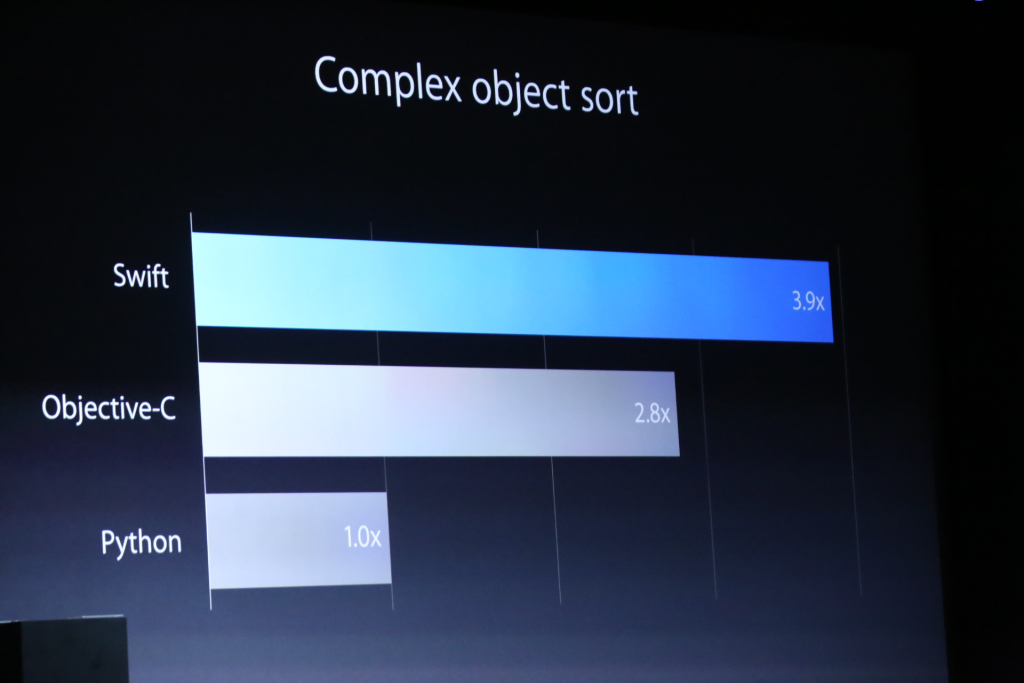 Complex object sort
Swift
3.9x
Objective-C
2.8x
Python
1.0x